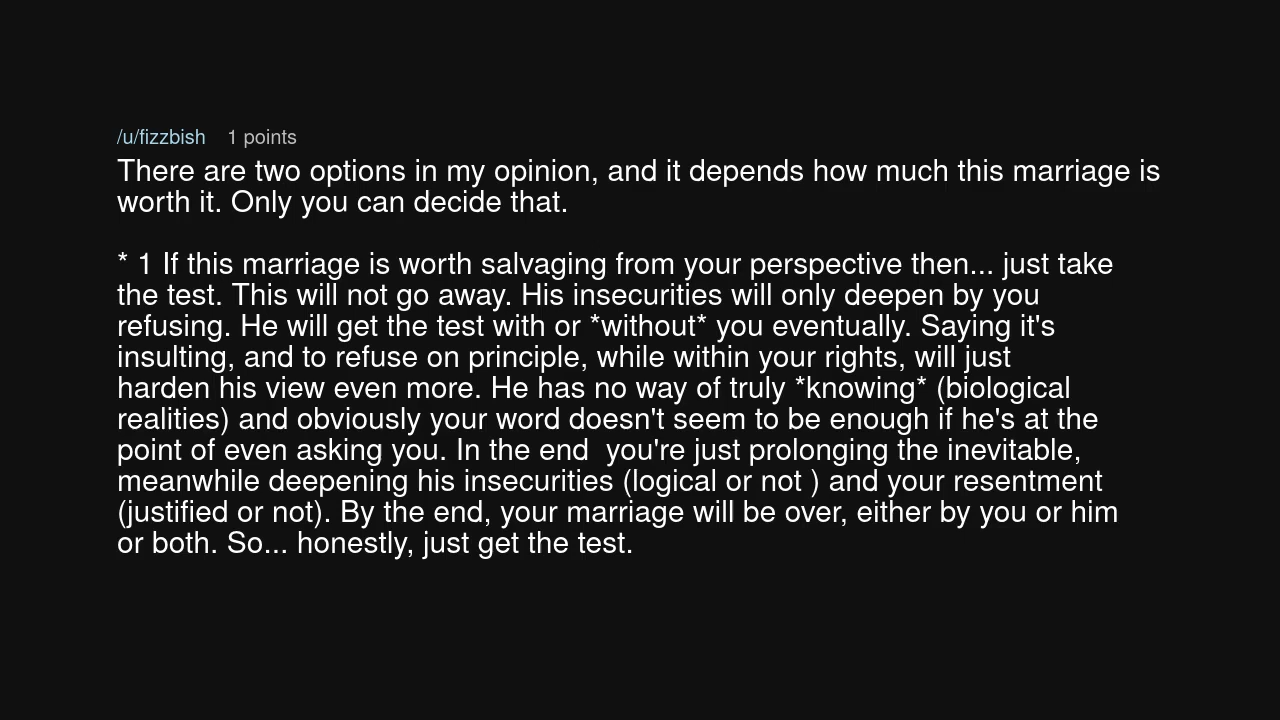 /u/fizzbish 1 points
There are two options in my opinion, and it depends how much this marriage is
worth it. Only you can decide that.
* 1 If this marriage is worth salvaging from your perspective then... just take
the test. This will not go away. His insecurities will only deepen by you
refusing. He will get the test with or *without* you eventually. Saying it's
insulting, and to refuse on principle, while within your rights, will just
harden his view even more. He has no way of truly *knowing* (biological
realities) and obviously your word doesn't seem to be enough if he's at the
point of even asking you. In the end  you're just prolonging the inevitable,
meanwhile deepening his insecurities (logical or not ) and your resentment
(justified or not). By the end, your marriage will be over, either by you or him
or both. So... honestly, just get the test.